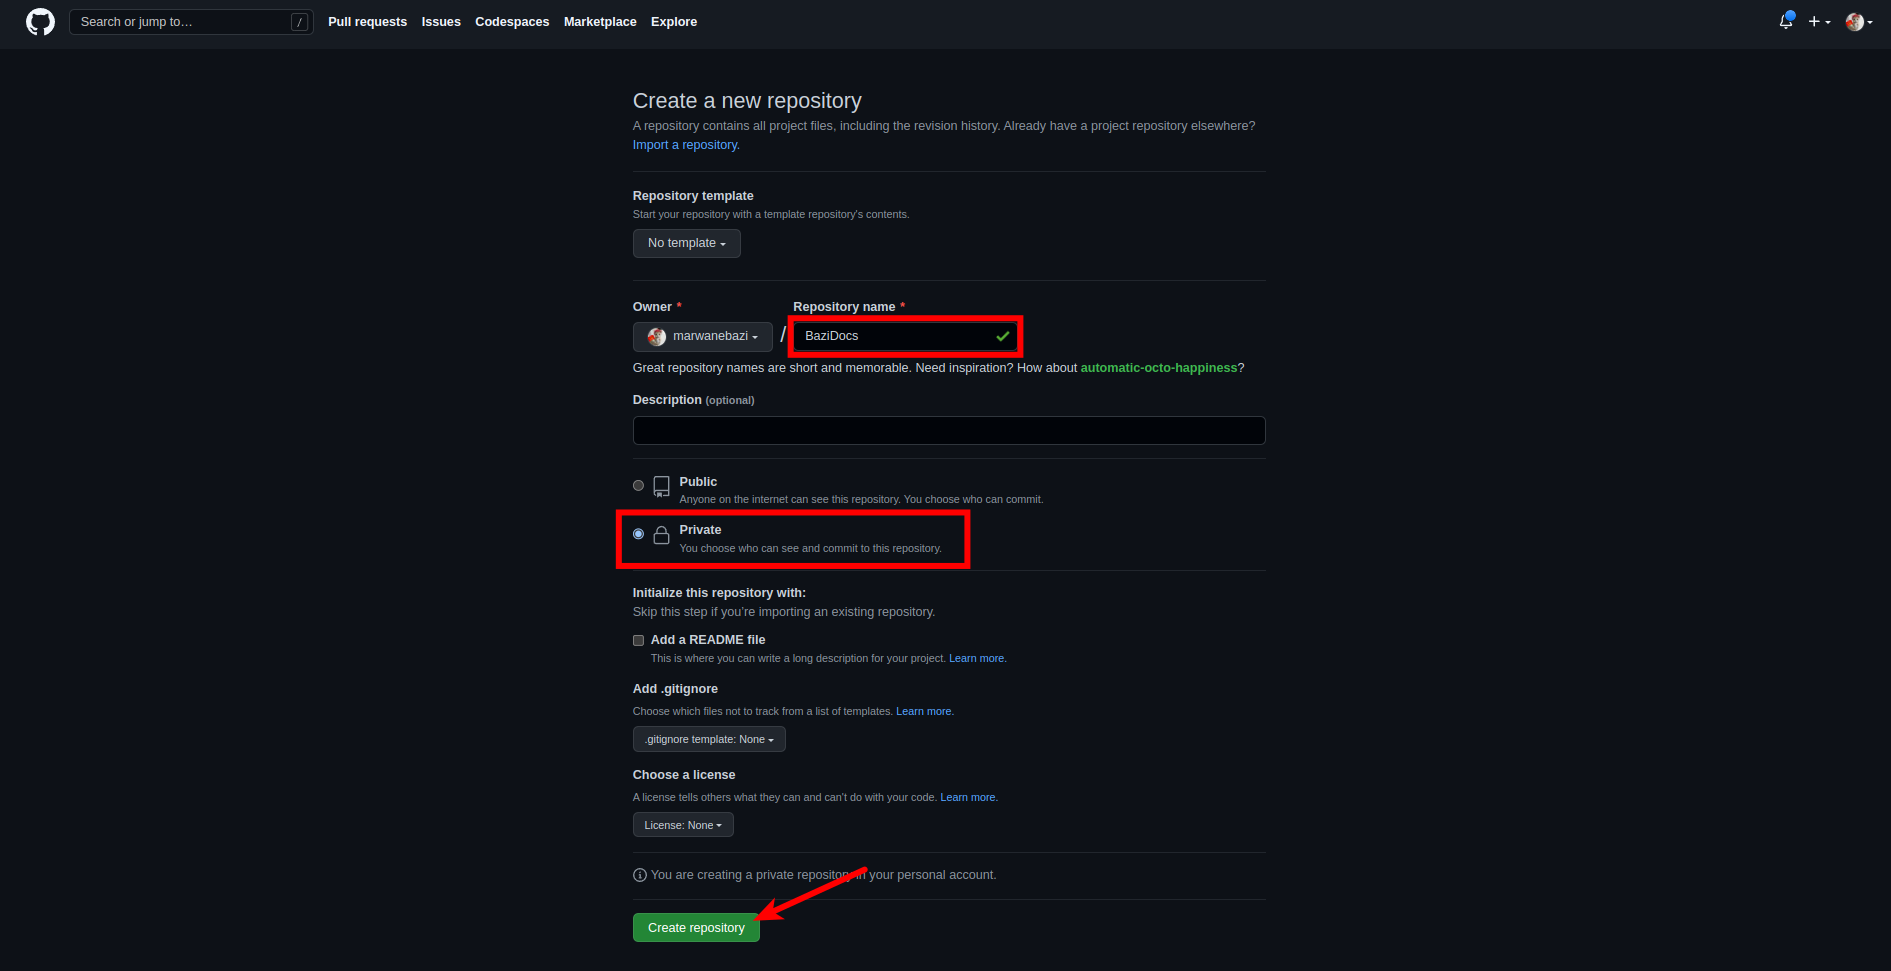 Search or jump to…
/
Pull requests Issues Codespaces Marketplace Explore
Create a new repository
A repository contains all project files, including the revision history. Already have a project repository elsewhere?
Import a repository.
Repository template
Start your repository with a template repository's contents.
No template
Owner * Repository name *
marwanebazi / BaziDocs
Great repository names are short and memorable. Need inspiration? How about automatic-octo-happiness?
Description (optional)
Public
Anyone on the internet can see this repository. You choose who can commit.
Private
You choose who can see and commit to this repository.
Initialize this repository with:
Skip this step if you're importing an existing repository.
Add a README file
This is where you can write a long description for your project. Learn more.
Add .gitignore
Choose which files not to track from a list of templates. Learn more.
.gitignore template: None
Choose a license
A license tells others what they can and can't do with your code. Learn more.
License: None
You are creating a private repository in your personal account.
Create repository